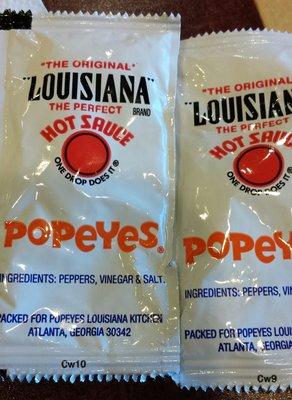 "THE ORIGINAL"
"LOUISIANA"
THE PERFECT BRAND
HOT SAUCE
ONE DROP DOES IT®
POPEYES®
INGREDIENTS: PEPPERS, VINEGAR & SALT.
PACKED FOR POPEYES LOUISIANA KITCHEN
ATLANTA, GEORGIA 30342
Cw10
"THE ORIGINAL
"LOUISIANA
THE PERFECT
HOT SAUCE
ONE DROP DOES IT®
POPEYE
INGREDIENTS: PEPPERS, VIN
PACKED FOR POPEYES LOUISI
ATLANTA, GEORGIA
Cw9